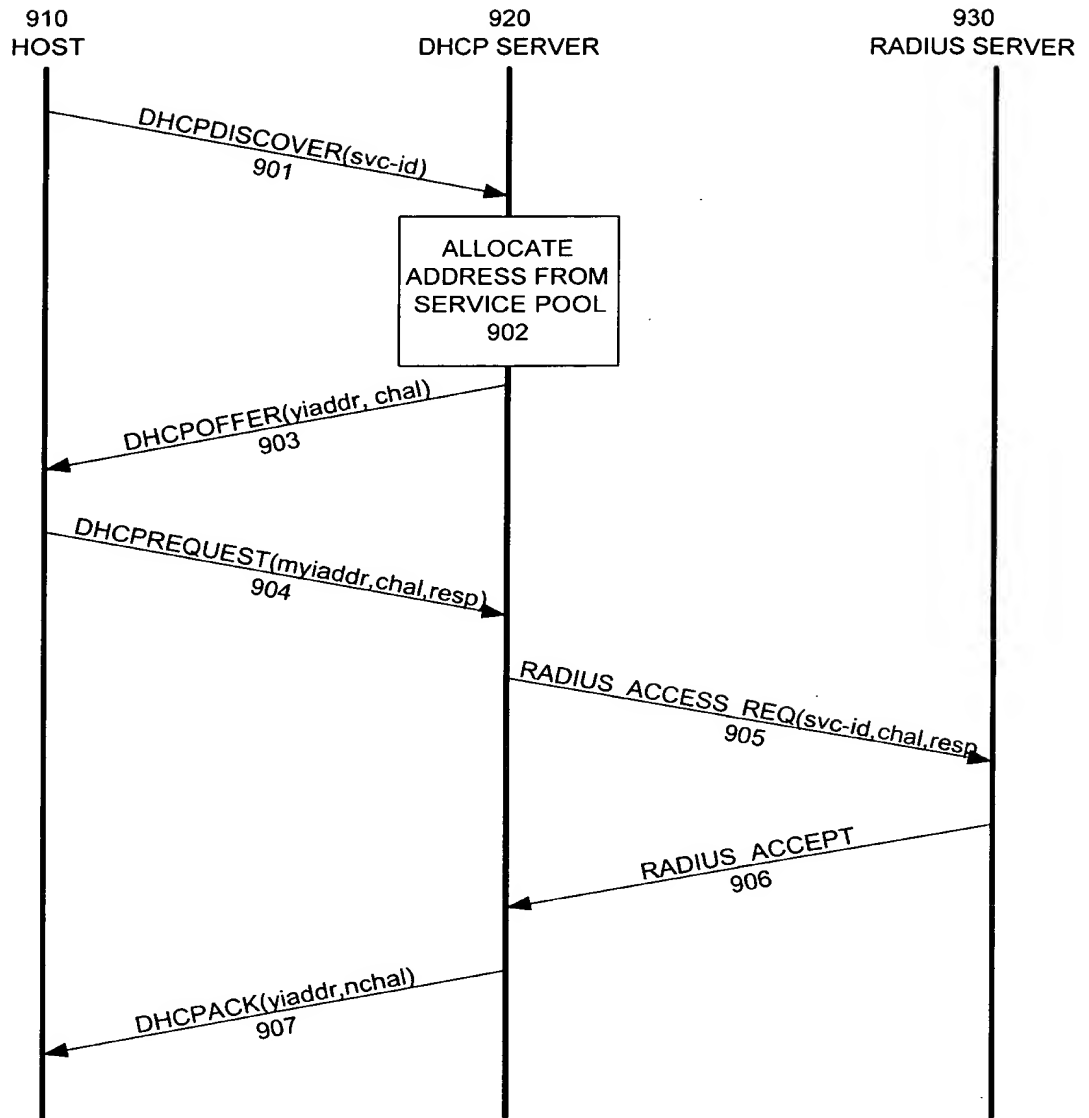 910
HOST
920
DHCP SERVER
930
RADIUS SERVER
DHCPDISCOVER(svc-id)
901
ALLOCATE
ADDRESS FROM
SERVICE POOL
902
DHCPOFFER(yiaddr, chal)
903
DHCPREQUEST(myiaddr,chal,resp)
904
RADIUS_ACCESS_REQ(svc-id,chal,resp
905
RADIUS_ACCEPT
906
DHCPACK(yiaddr,nchal)
907